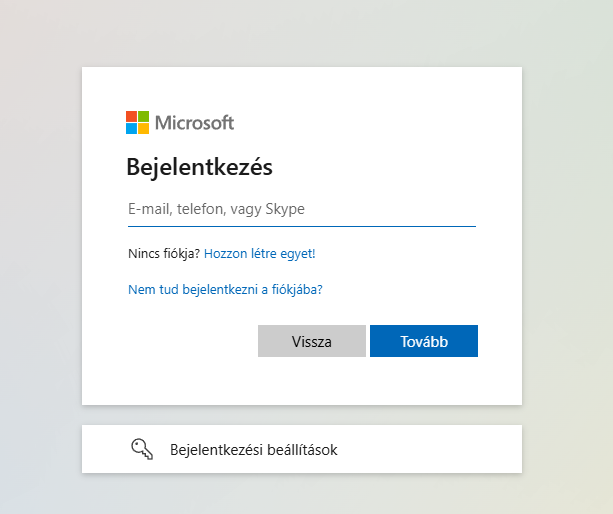 Microsoft
Bejelentkezés
E-mail, telefon, vagy Skype
Nincs fiókja? Hozzon létre egyet!
Nem tud bejelentkezni a fiókjába?
Vissza Tovább
Bejelentkezési beállítások